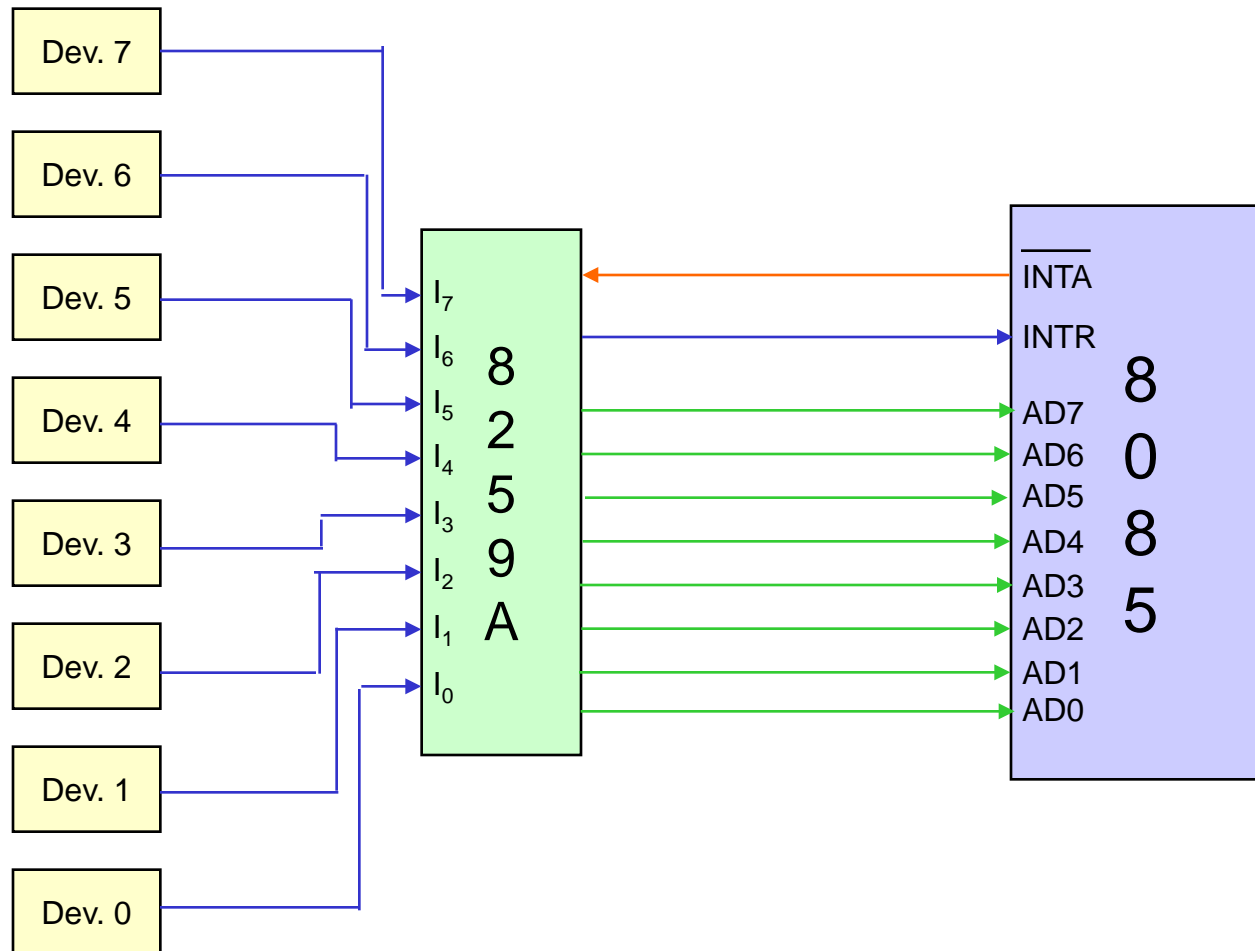 Dev. 7
Dev. 6
Dev. 5
Dev. 4
Dev. 3
Dev. 2
Dev. 1
Dev. 0
I₇
I₆
I₅
I₄
I₃
I₂
I₁
I₀
8
2
5
9
A
I̅N̅T̅A̅
INTR
AD7
AD6
AD5
AD4
AD3
AD2
AD1
AD0
8
0
8
5